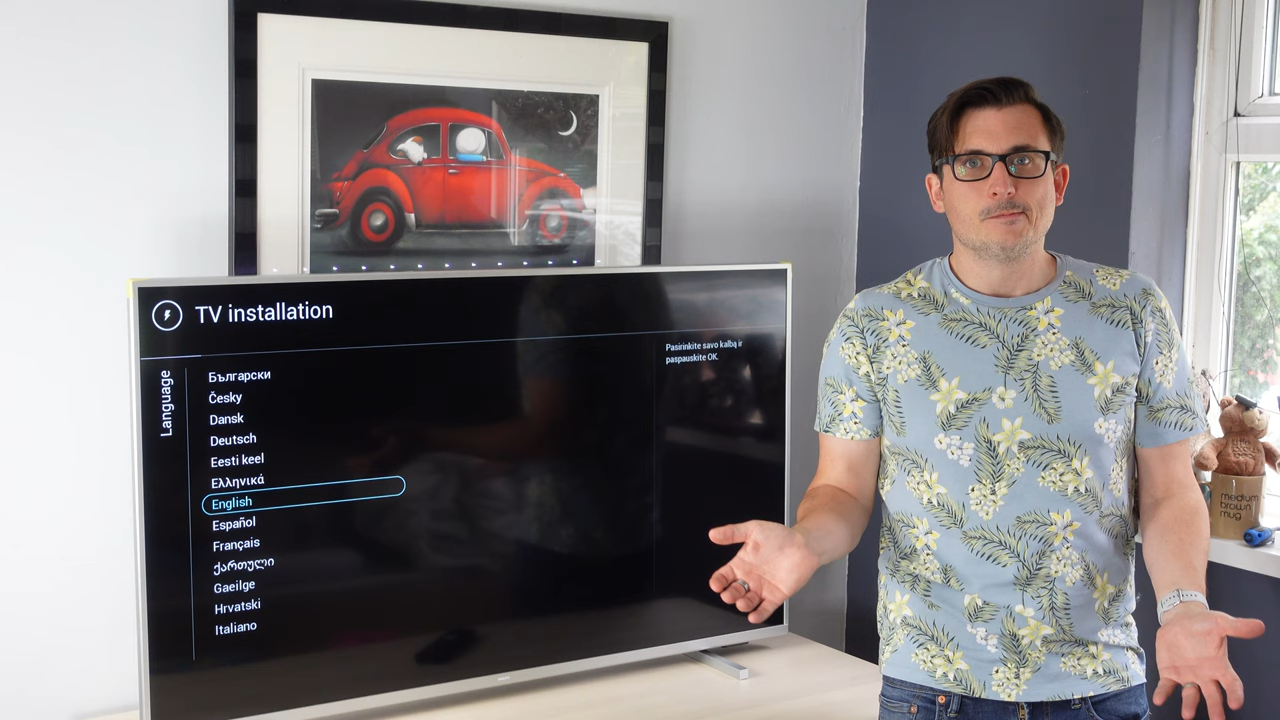 TV installation
Language
Български
Česky
Dansk
Deutsch
Eesti keel
Ελληνικά
English
Español
Français
ქართული
Gaeilge
Hrvatski
Italiano
Pasirinkite savo kalbą ir
paspauskite OK.
medium
brown
mug
PHILIPS